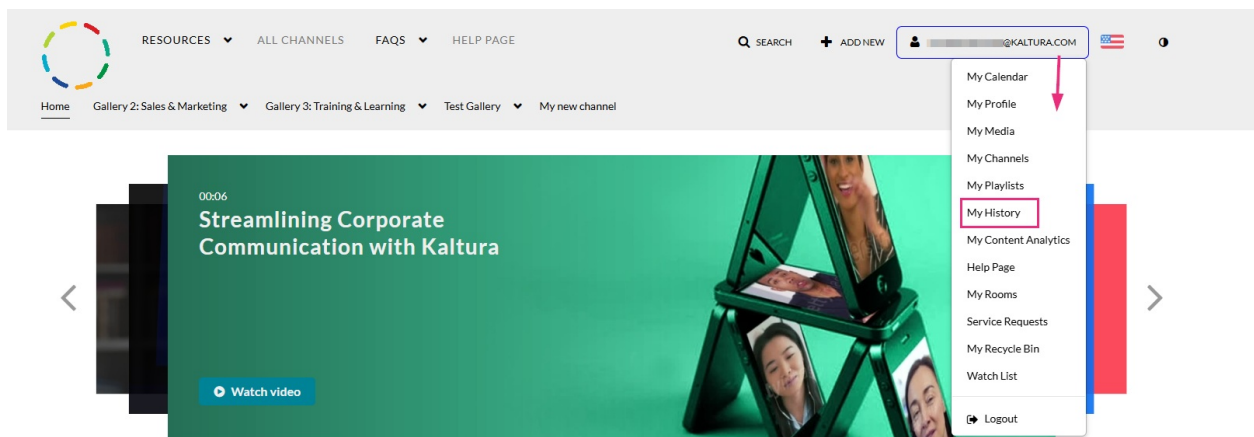 RESOURCES ALL CHANNELS FAQS HELP PAGE SEARCH ADD NEW @KALTURA.COM
Home Gallery 2: Sales & Marketing Gallery 3: Training & Learning Test Gallery My new channel
My Calendar
My Profile
My Media
My Channels
My Playlists
My History
My Content Analytics
Help Page
My Rooms
Service Requests
My Recycle Bin
Watch List
Logout
00:06
Streamlining Corporate
Communication with Kaltura
Watch video